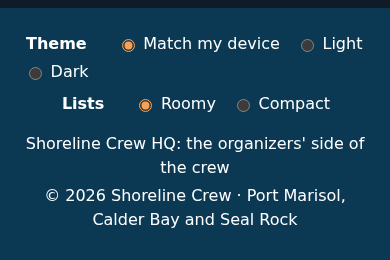 Theme Match my device Light
Dark
Lists Roomy Compact
Shoreline Crew HQ: the organizers' side of
the crew
© 2026 Shoreline Crew · Port Marisol,
Calder Bay and Seal Rock